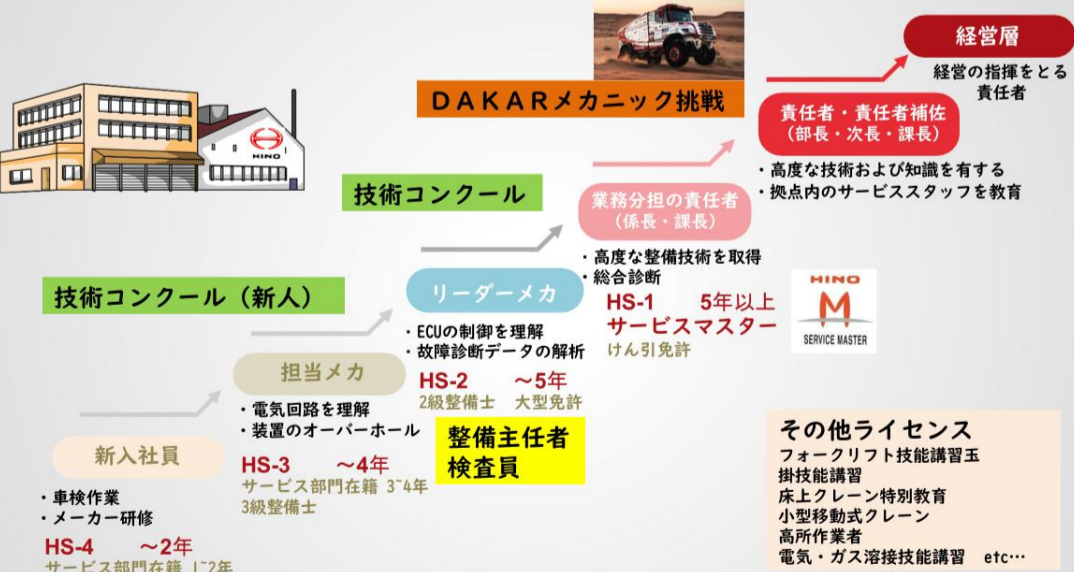 経営層
経営の指揮をとる
責任者
DAKARメカニック挑戦
責任者・責任者補佐
(部長・次長・課長)
・高度な技術および知識を有する
・拠点内のサービススタッフを教育
HINO
技術コンクール
業務分担の責任者
(係長・課長)
・高度な整備技術を取得
・総合診断
HS-1 5年以上
サービスマスター
けん引免許
HINO
SERVICE MASTER
技術コンクール(新人)
リーダーメカ
・ECUの制御を理解
・故障診断データの解析
HS-2 ~5年
2級整備士 大型免許
整備主任者
検査員
担当メカ
・電気回路を理解
・装置のオーバーホール
HS-3 ~4年
サービス部門在籍 3~4年
3級整備士
新入社員
・車検作業
・メーカー研修
HS-4 ~2年
サービス部門在籍 1~2年
その他ライセンス
フォークリフト技能講習玉
掛技能講習
床上クレーン特別教育
小型移動式クレーン
高所作業者
電気・ガス溶接技能講習 etc…